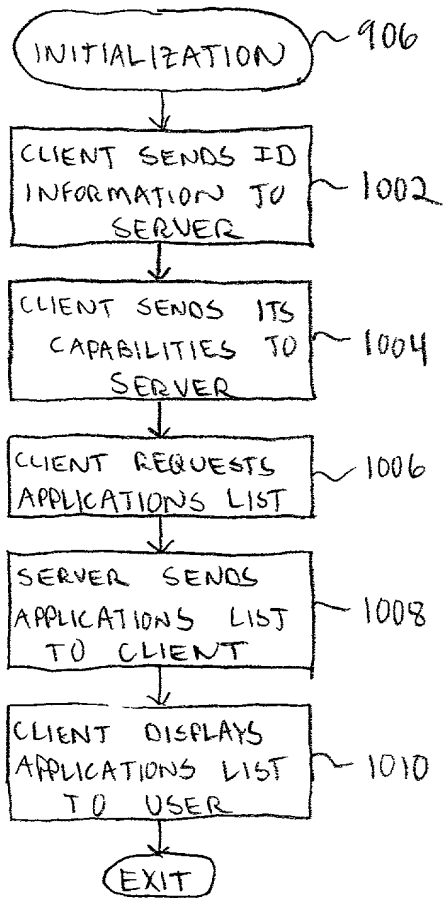 INITIALIZATION
906
CLIENT SENDS ID
INFORMATION TO
SERVER
1002
CLIENT SENDS ITS
CAPABILITIES TO
SERVER
1004
CLIENT REQUESTS
APPLICATIONS LIST
1006
SERVER SENDS
APPLICATIONS LIST
TO CLIENT
1008
CLIENT DISPLAYS
APPLICATIONS LIST
TO USER
1010
EXIT